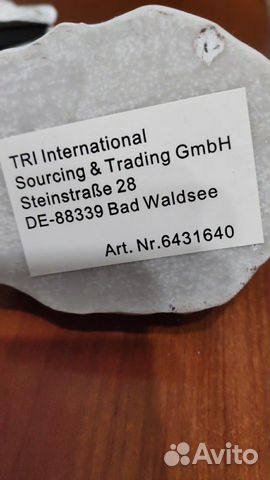 TRI International
Sourcing & Trading GmbH
Steinstraße 28
DE-88339 Bad Waldsee
Art. Nr.6431640
Avito